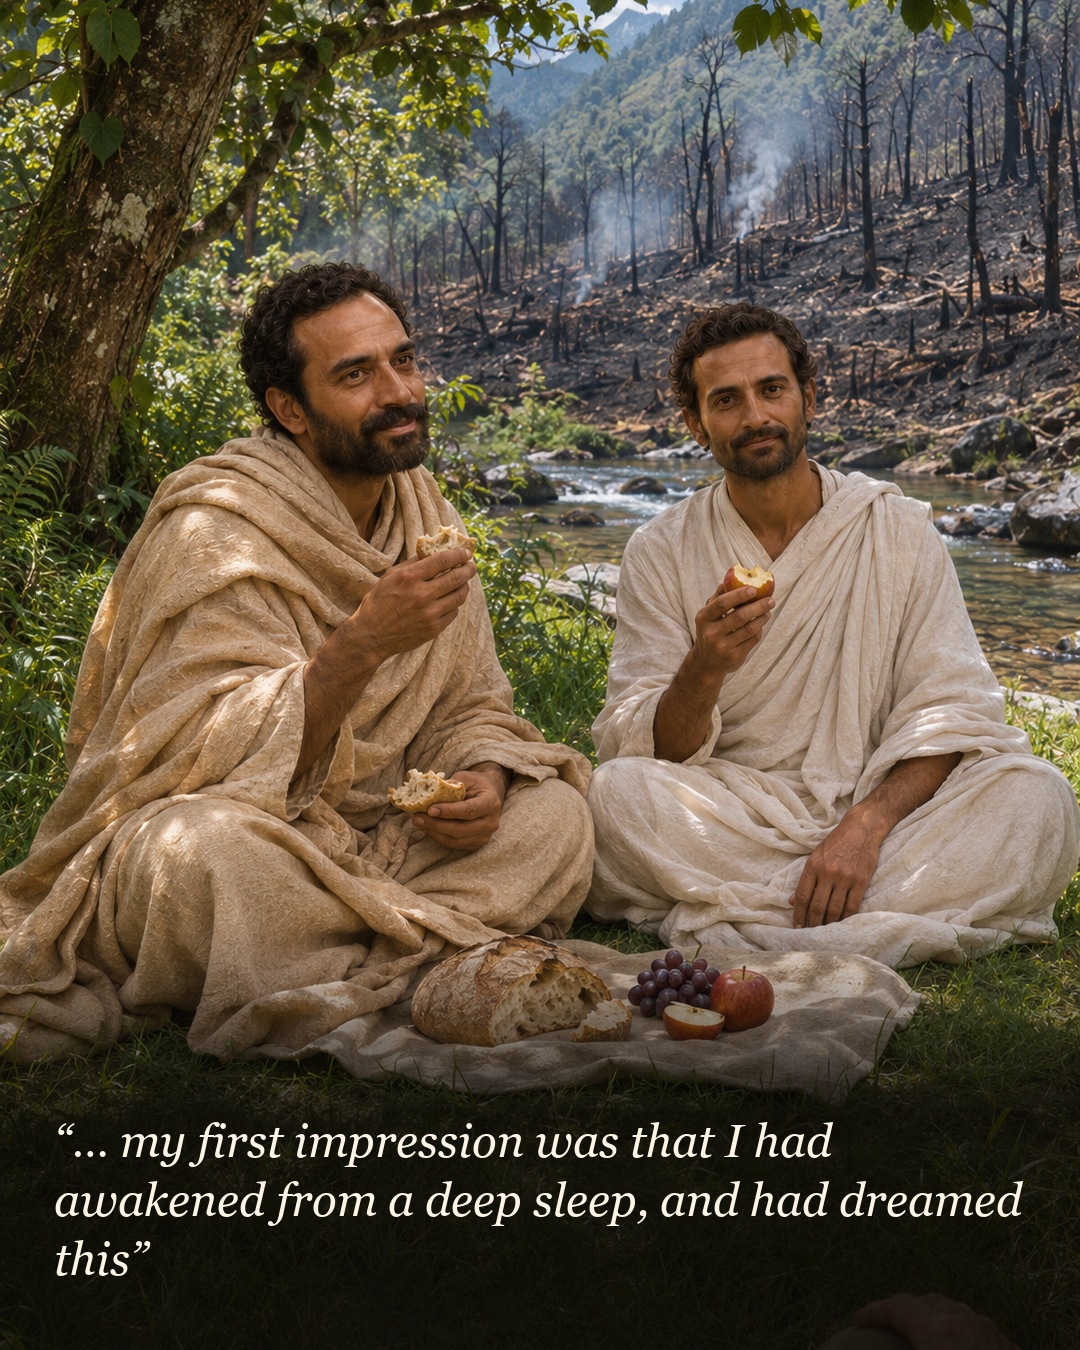 “... my first impression was that I had
awakened from a deep sleep, and had dreamed
this”